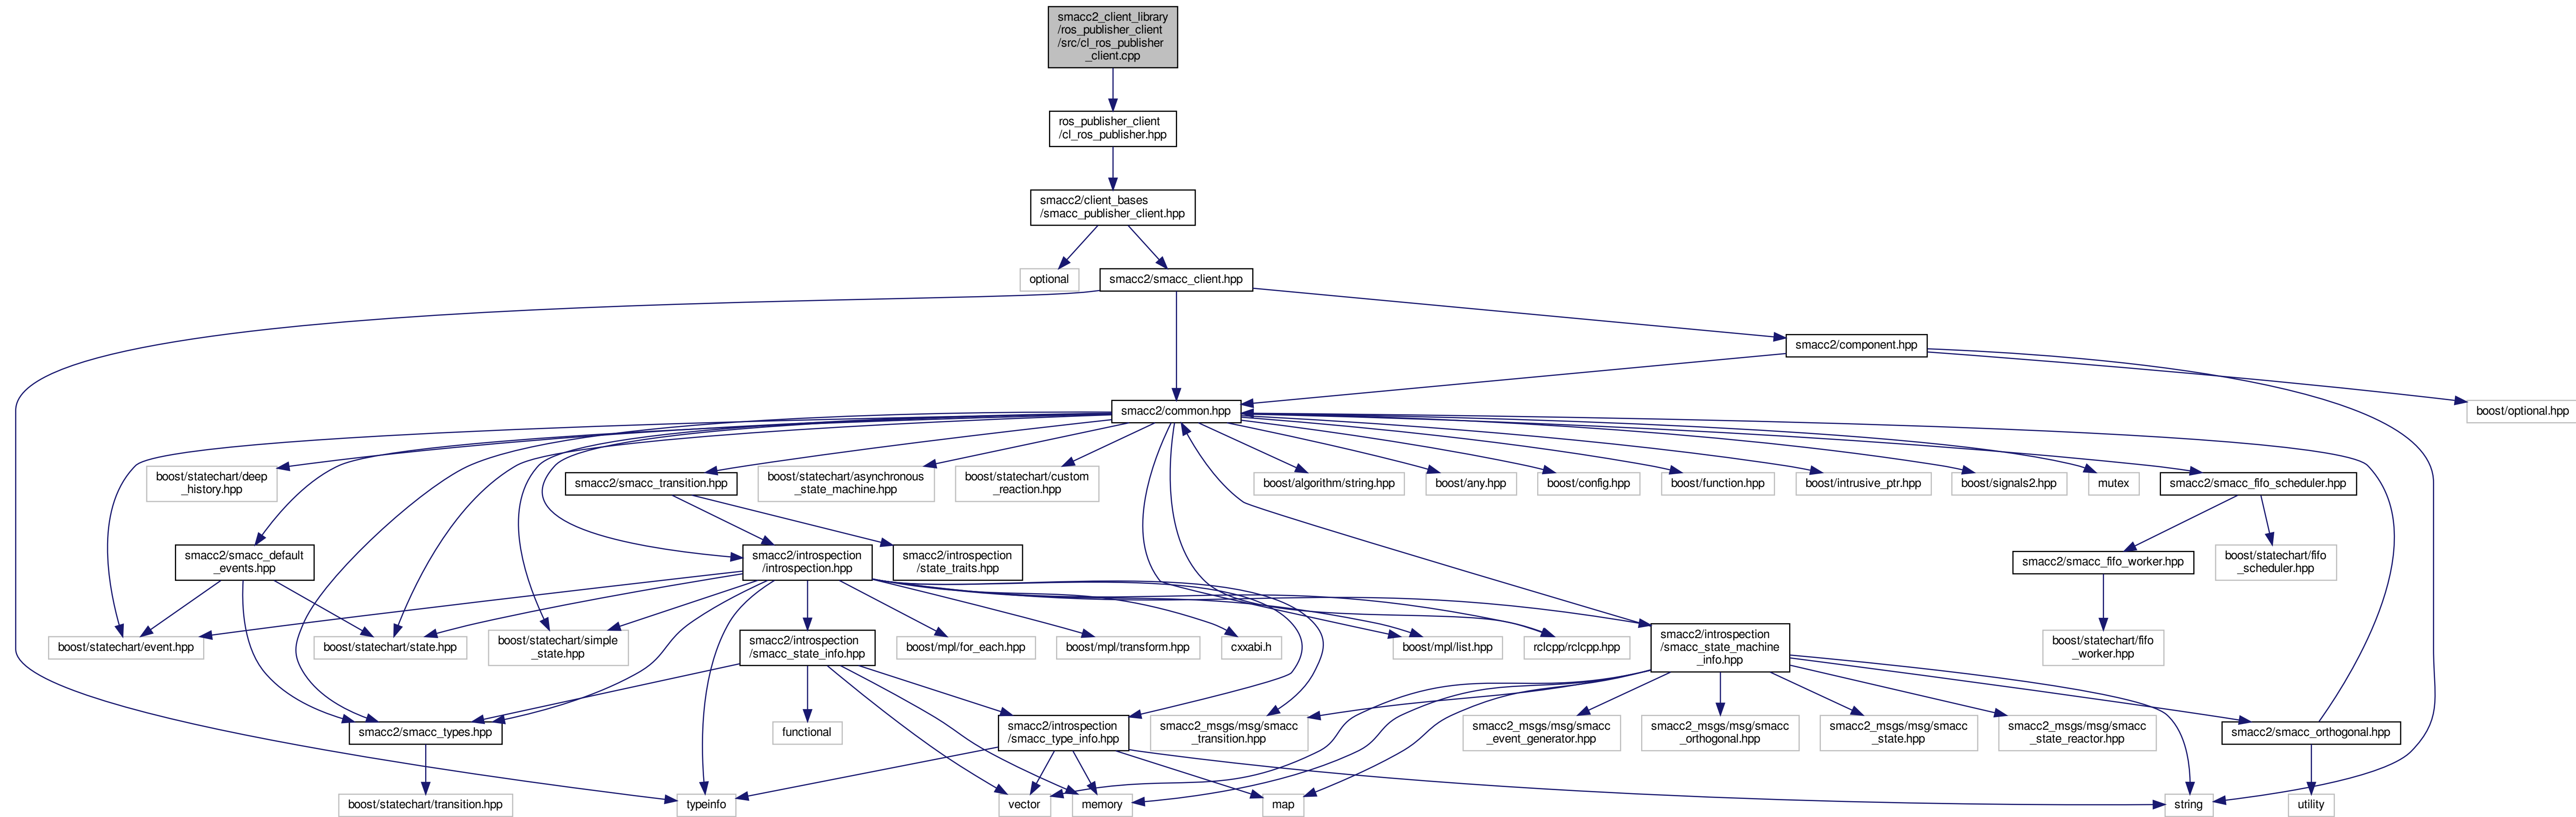 smacc2_client_library
/ros_publisher_client
/src/cl_ros_publisher
_client.cpp
ros_publisher_client
/cl_ros_publisher.hpp
smacc2/client_bases
/smacc_publisher_client.hpp
optional
smacc2/smacc_client.hpp
smacc2/component.hpp
smacc2/common.hpp
boost/optional.hpp
boost/statechart/deep
_history.hpp
smacc2/smacc_transition.hpp
boost/statechart/asynchronous
_state_machine.hpp
boost/statechart/custom
_reaction.hpp
boost/algorithm/string.hpp
boost/any.hpp
boost/config.hpp
boost/function.hpp
boost/intrusive_ptr.hpp
boost/signals2.hpp
mutex
smacc2/smacc_fifo_scheduler.hpp
smacc2/smacc_default
_events.hpp
smacc2/introspection
/introspection.hpp
smacc2/introspection
/state_traits.hpp
smacc2/smacc_fifo_worker.hpp
boost/statechart/fifo
_scheduler.hpp
boost/statechart/event.hpp
boost/statechart/state.hpp
boost/statechart/simple
_state.hpp
smacc2/introspection
/smacc_state_info.hpp
boost/mpl/for_each.hpp
boost/mpl/transform.hpp
cxxabi.h
boost/mpl/list.hpp
rclcpp/rclcpp.hpp
smacc2/introspection
/smacc_state_machine
_info.hpp
boost/statechart/fifo
_worker.hpp
smacc2/smacc_types.hpp
functional
smacc2/introspection
/smacc_type_info.hpp
smacc2_msgs/msg/smacc
_transition.hpp
smacc2_msgs/msg/smacc
_event_generator.hpp
smacc2_msgs/msg/smacc
_orthogonal.hpp
smacc2_msgs/msg/smacc
_state.hpp
smacc2_msgs/msg/smacc
_state_reactor.hpp
smacc2/smacc_orthogonal.hpp
boost/statechart/transition.hpp
typeinfo
vector
memory
map
string
utility